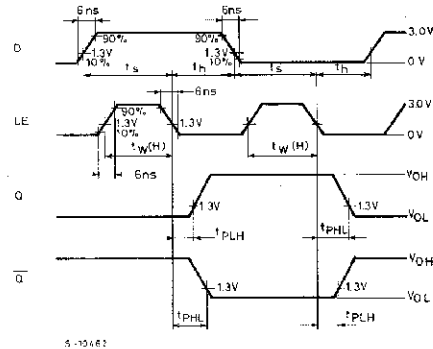 6ns 6ns
D 90% 90% 3.0V
1.3V 1.3V
10% 10% 0V
ts th ts th
6ns
LE 90% 3.0V
1.3V 1.3V
10% 0V
tW(H) tW(H)
6ns
VOH
Q 1.3V 1.3V
VOL
tPLH tPHL
VOH
Q 1.3V 1.3V
VOL
tPHL tPLH
S-10462